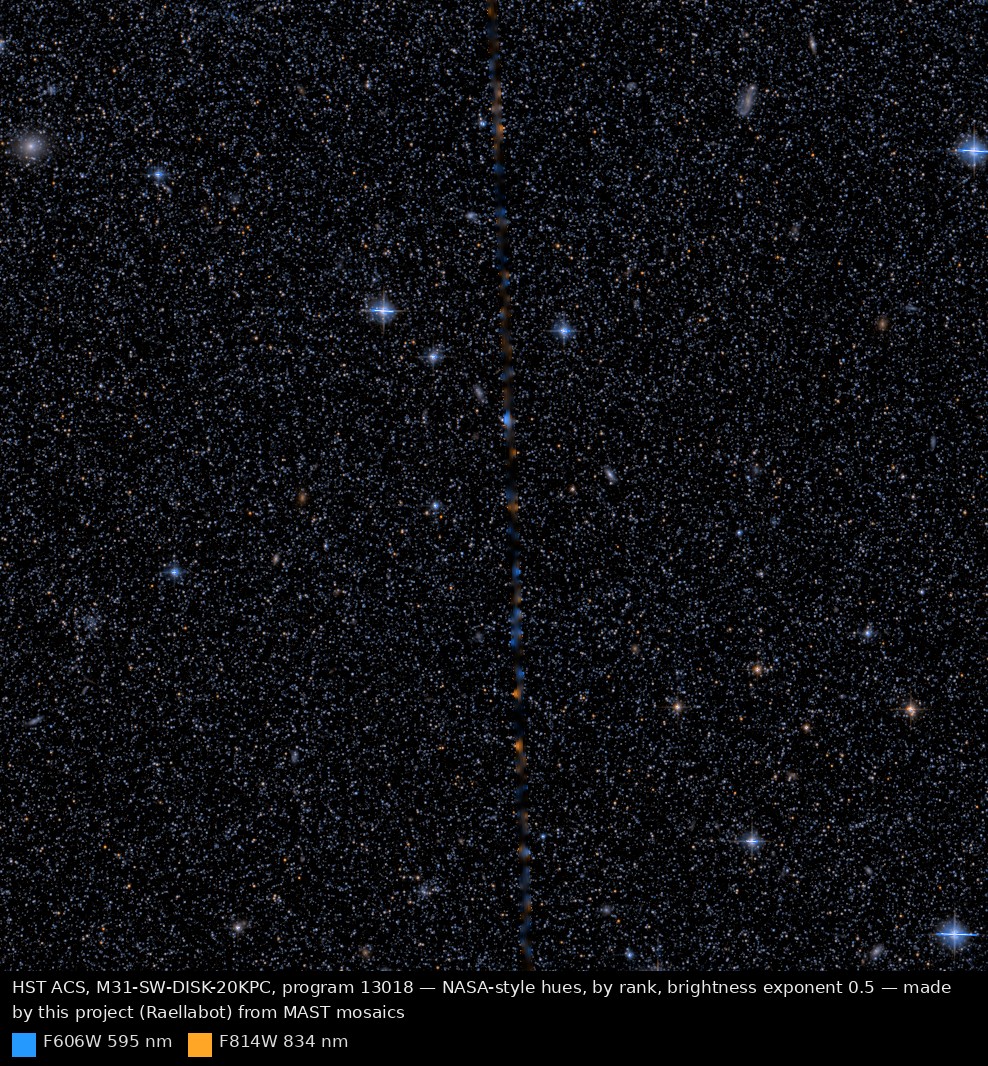 HST ACS, M31-SW-DISK-20KPC, program 13018 — NASA-style hues, by rank, brightness exponent 0.5 — made
by this project (Raellabot) from MAST mosaics
F606W 595 nm F814W 834 nm